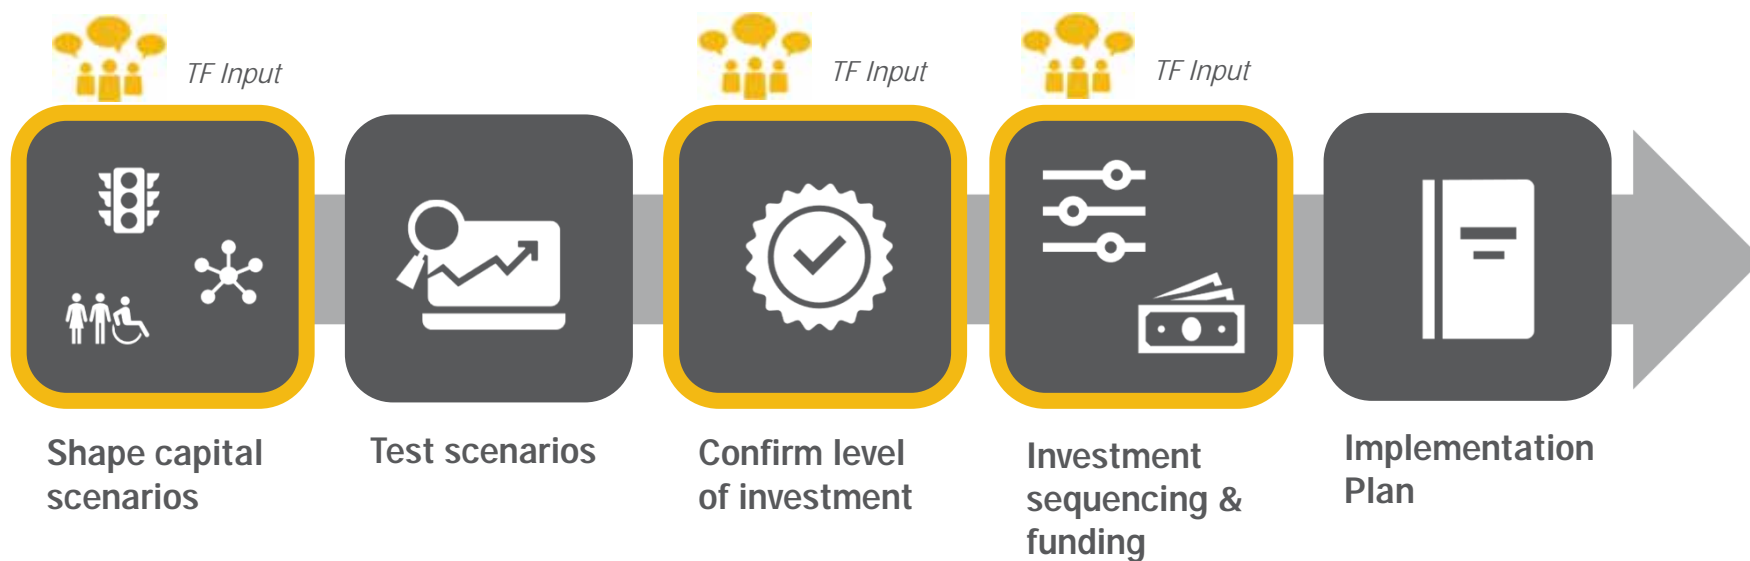 TF Input
TF Input
TF Input
Shape capital
scenarios
Test scenarios
Confirm level
of investment
Investment
sequencing &
funding
Implementation
Plan